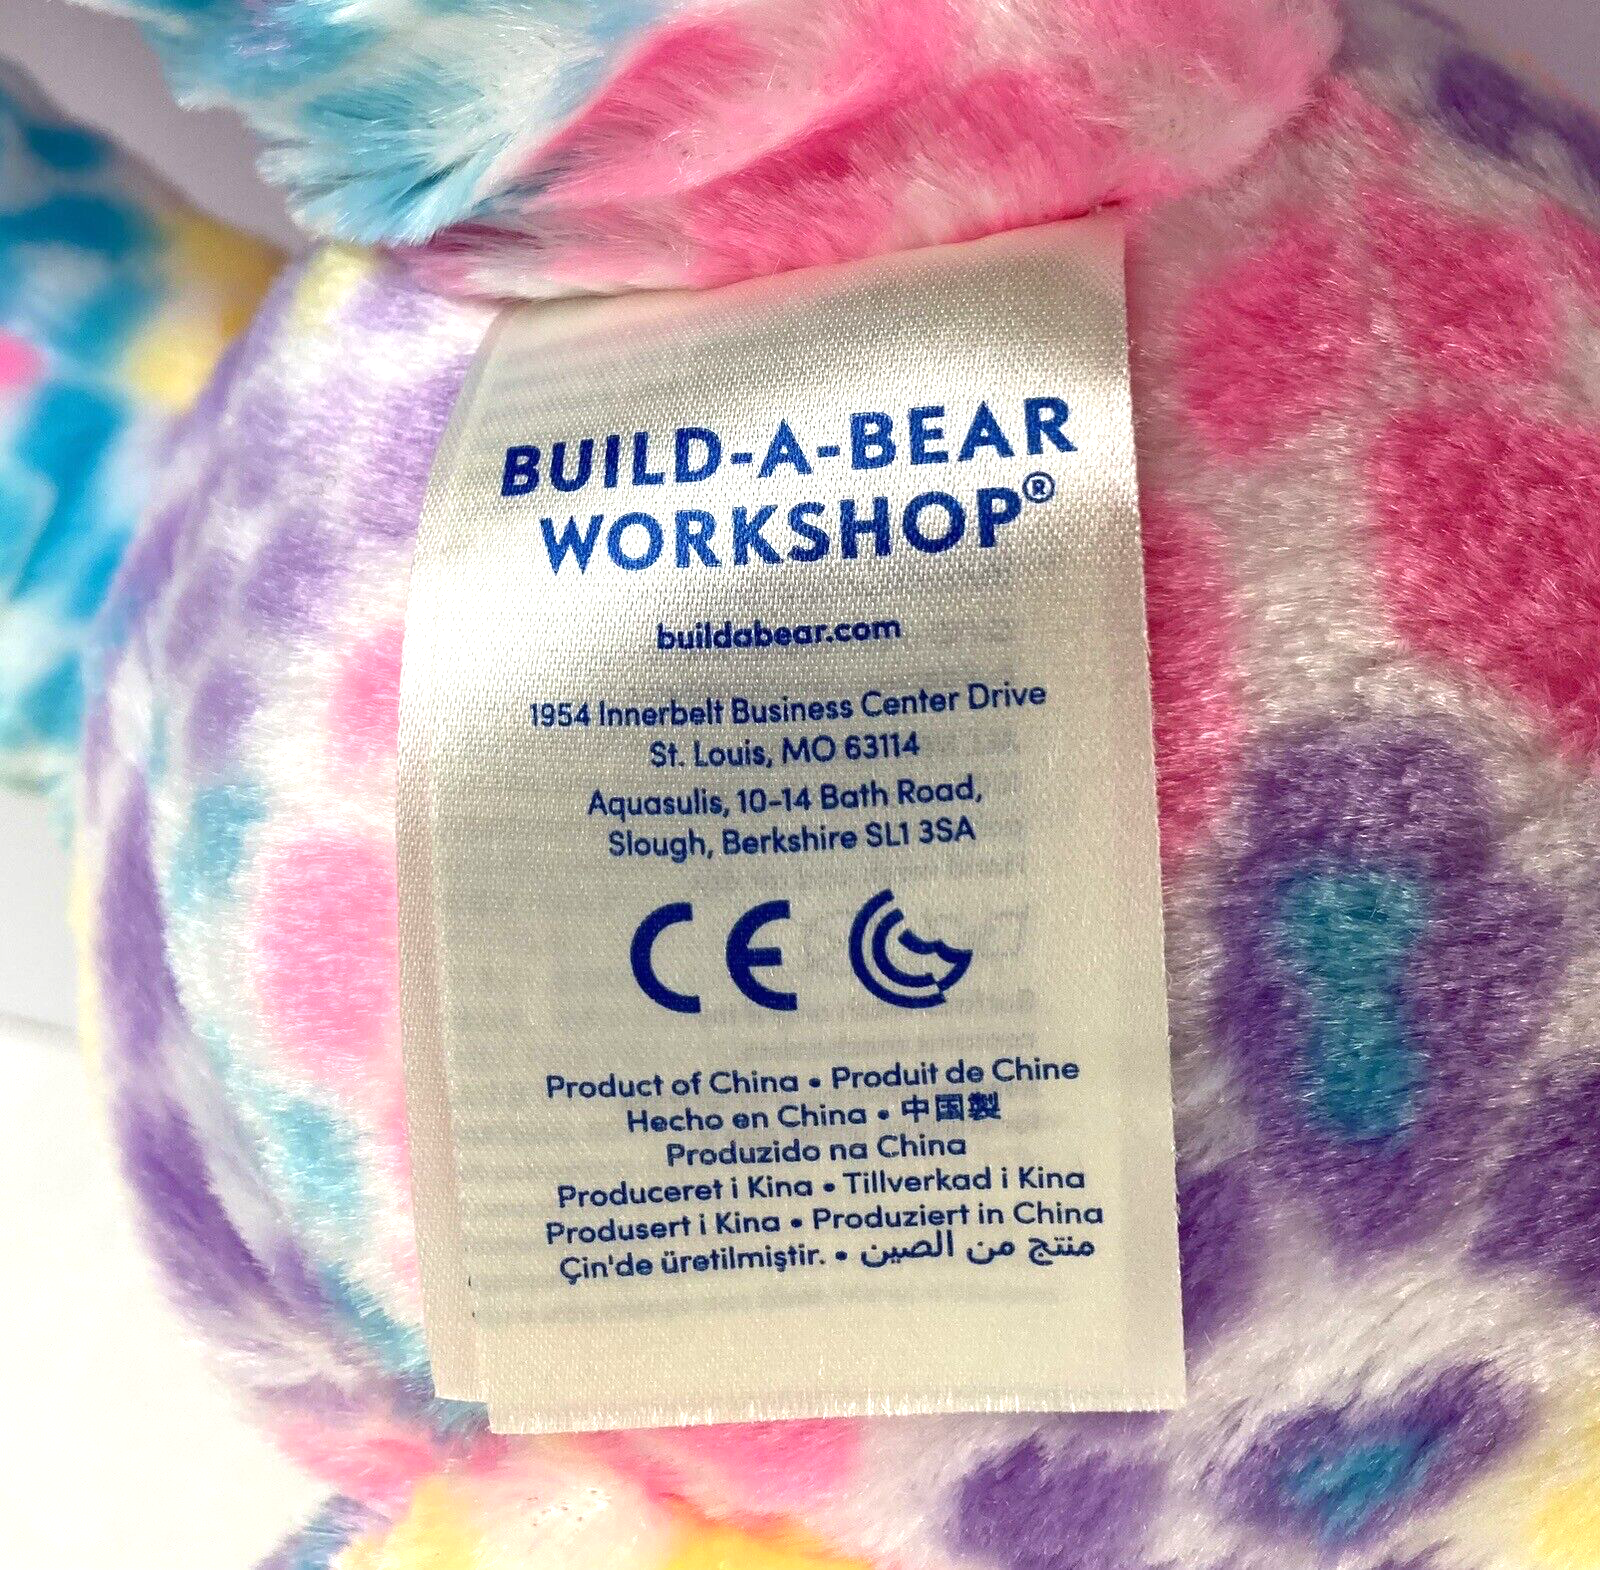 BUILD-A-BEAR
WORKSHOP®
buildabear.com
1954 Innerbelt Business Center Drive
St. Louis, MO 63114
Aquasulis, 10-14 Bath Road,
Slough, Berkshire SL1 3SA
CE
Product of China • Produit de Chine
Hecho en China • 中国製
Produzido na China
Produceret i Kina • Tillverkad i Kina
Produsert i Kina • Produziert in China
Çin'de üretilmiştir. • منتج من الصين